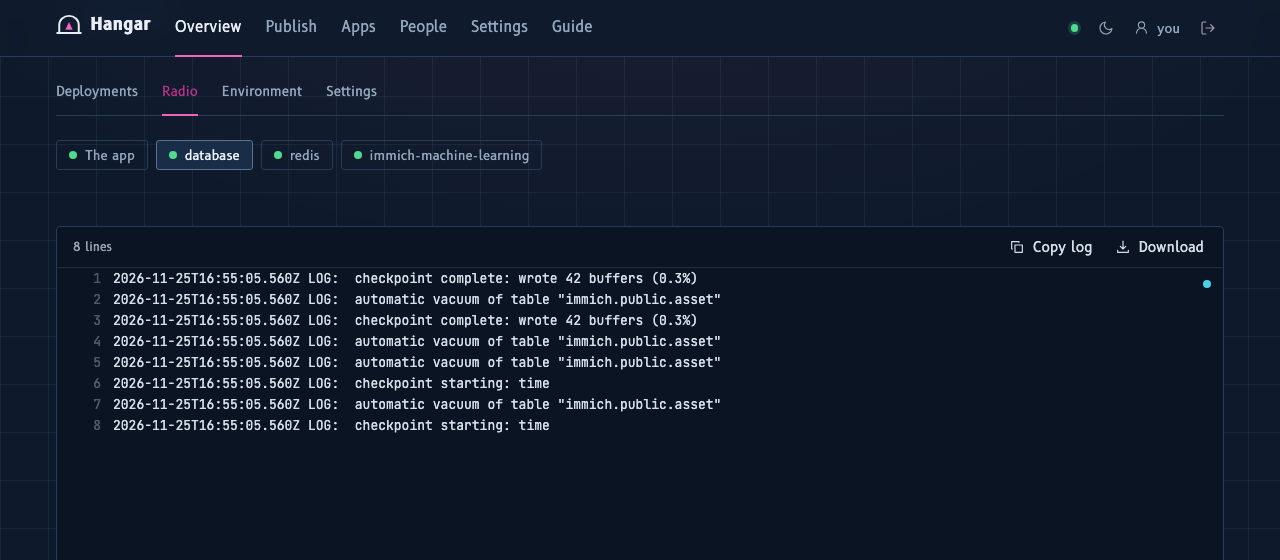 Hangar Overview Publish Apps People Settings Guide you
Deployments Radio Environment Settings
The app database redis immich-machine-learning
8 lines Copy log Download
1 2026-11-25T16:55:05.560Z LOG:  checkpoint complete: wrote 42 buffers (0.3%)
2 2026-11-25T16:55:05.560Z LOG:  automatic vacuum of table "immich.public.asset"
3 2026-11-25T16:55:05.560Z LOG:  checkpoint complete: wrote 42 buffers (0.3%)
4 2026-11-25T16:55:05.560Z LOG:  automatic vacuum of table "immich.public.asset"
5 2026-11-25T16:55:05.560Z LOG:  automatic vacuum of table "immich.public.asset"
6 2026-11-25T16:55:05.560Z LOG:  checkpoint starting: time
7 2026-11-25T16:55:05.560Z LOG:  automatic vacuum of table "immich.public.asset"
8 2026-11-25T16:55:05.560Z LOG:  checkpoint starting: time